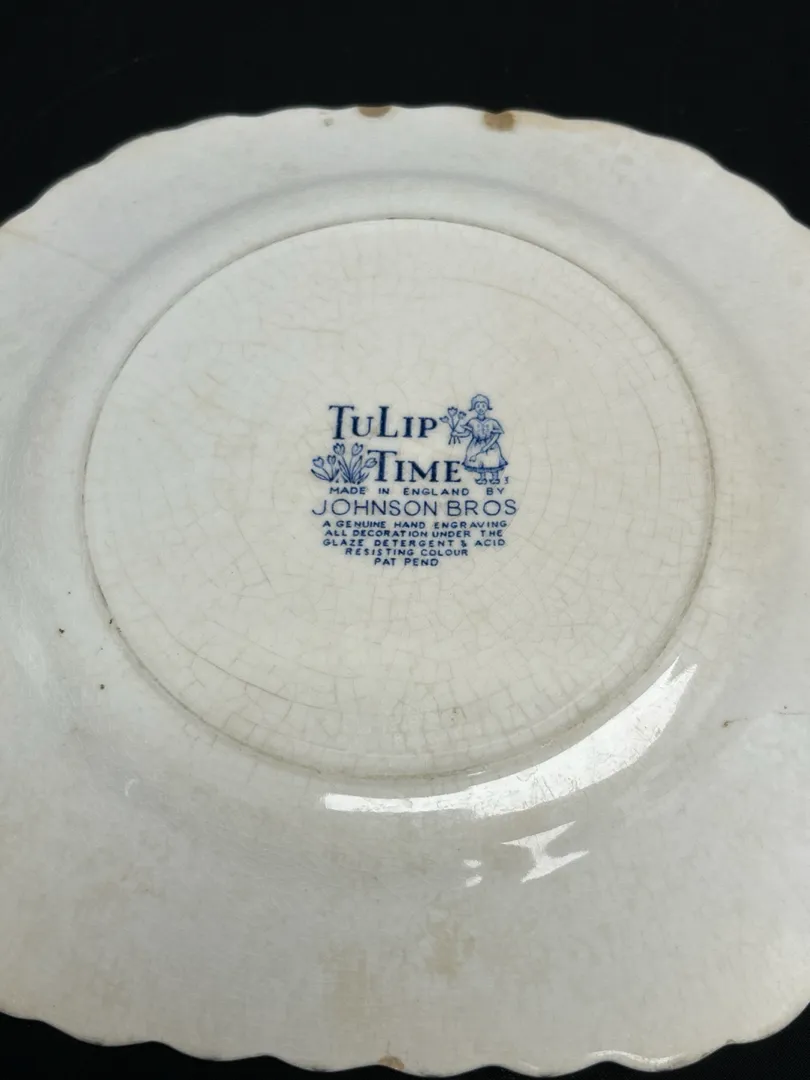 TULIP
TIME
3
MADE IN ENGLAND BY
JOHNSON BROS
A GENUINE HAND ENGRAVING
ALL DECORATION UNDER THE
GLAZE DETERGENT & ACID
RESISTING COLOUR
PAT PEND